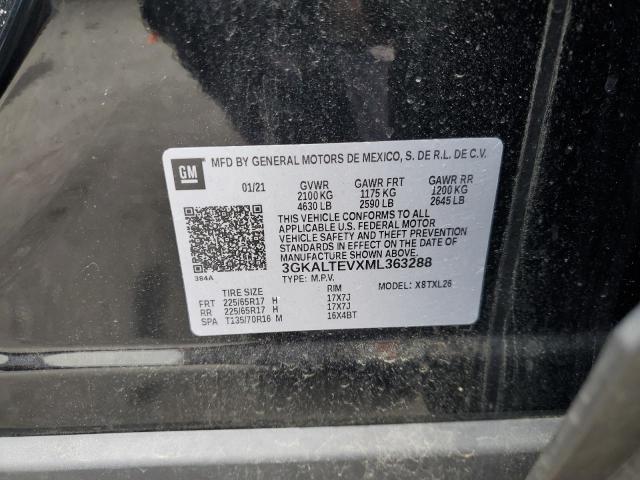 GM MFD BY GENERAL MOTORS DE MEXICO, S. DE R.L. DE C.V.
01/21 GVWR GAWR FRT GAWR RR
2100 KG 1175 KG 1200 KG
4630 LB 2590 LB 2645 LB
THIS VEHICLE CONFORMS TO ALL
APPLICABLE U.S. FEDERAL MOTOR
VEHICLE SAFETY AND THEFT PREVENTION
STANDARDS IN EFFECT ON THE DATE OF
MANUFACTURE SHOWN ABOVE.
384A 3GKALTEVXML363288
TYPE: M.P.V. MODEL: X8TXL26
TIRE SIZE RIM
FRT 225/65R17 H 17X7J
RR 225/65R17 H 17X7J
SPA T135/70R16 M 16X4BT